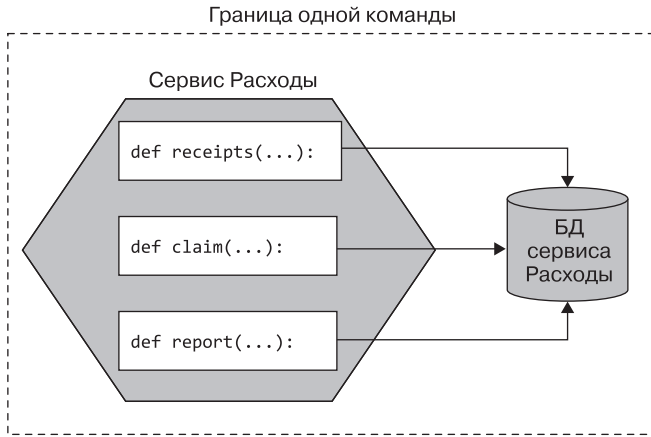 Граница одной команды
Сервис Расходы
def receipts(...):
def claim(...):
def report(...):
БД
сервиса
Расходы